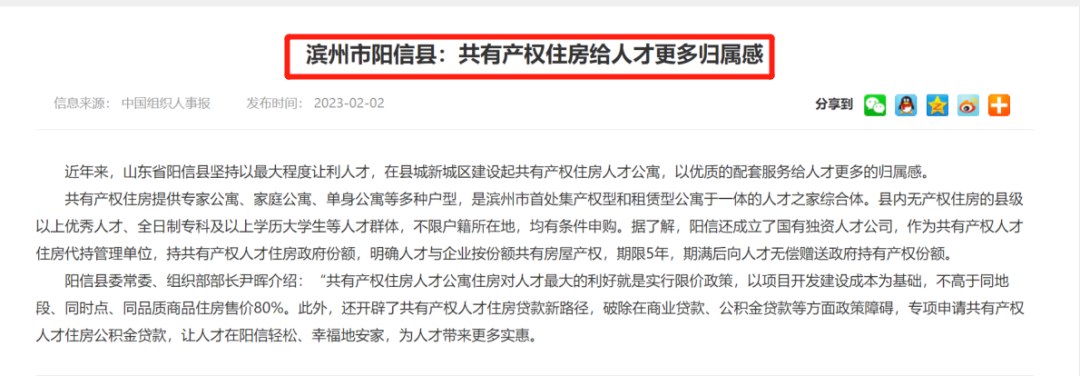 滨州市阳信县：共有产权住房给人才更多归属感
信息来源： 中国组织人事报 发布时间： 2023-02-02 分享到
近年来，山东省阳信县坚持以最大程度让利人才，在县城新城区建设起共有产权住房人才公寓，以优质的配套服务给人才更多的归属感。
共有产权住房提供专家公寓、家庭公寓、单身公寓等多种户型，是滨州市首处集产权型和租赁型公寓于一体的人才之家综合体。县内无产权住房的县级
以上优秀人才、全日制专科及以上学历大学生等人才群体，不限户籍所在地，均有条件申购。据了解，阳信还成立了国有独资人才公司，作为共有产权人才
住房代持管理单位，持共有产权人才住房政府份额，明确人才与企业按份额共有房屋产权，期限5年，期满后向人才无偿赠送政府持有产权份额。
阳信县委常委、组织部部长尹晖介绍：“共有产权住房人才公寓住房对人才最大的利好就是实行限价政策，以项目开发建设成本为基础，不高于同地
段、同时点、同品质商品住房售价80%。此外，还开辟了共有产权人才住房贷款新路径，破除在商业贷款、公积金贷款等方面政策障碍，专项申请共有产权
人才住房公积金贷款，让人才在阳信轻松、幸福地安家，为人才带来更多实惠。